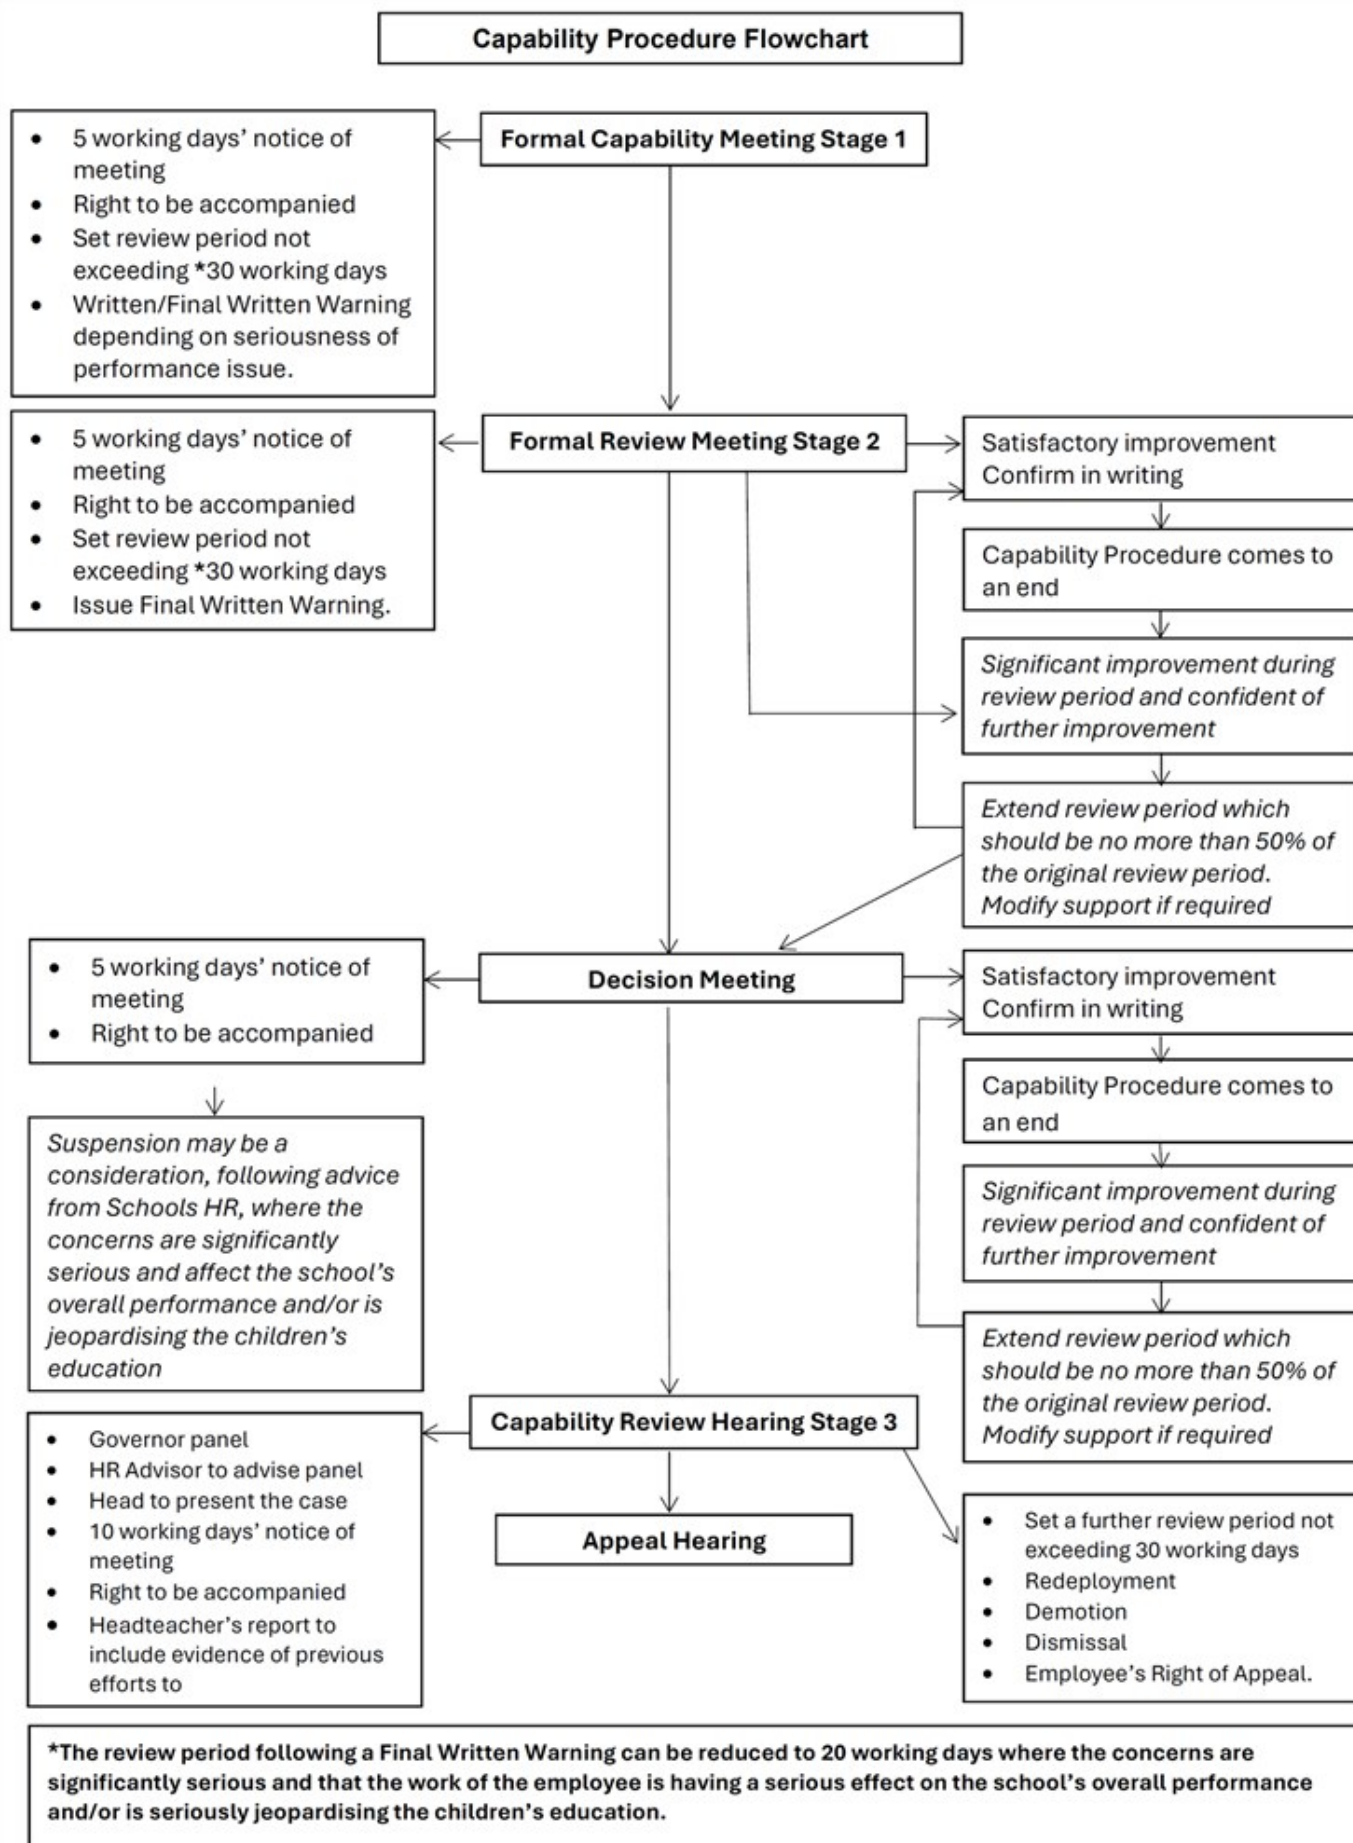 Capability Procedure Flowchart
Formal Capability Meeting Stage 1
• 5 working days’ notice of
meeting
• Right to be accompanied
• Set review period not
exceeding *30 working days
• Written/Final Written Warning
depending on seriousness of
performance issue.
Formal Review Meeting Stage 2
• 5 working days’ notice of
meeting
• Right to be accompanied
• Set review period not
exceeding *30 working days
• Issue Final Written Warning.
Satisfactory improvement
Confirm in writing
Capability Procedure comes to
an end
Significant improvement during
review period and confident of
further improvement
Extend review period which
should be no more than 50% of
the original review period.
Modify support if required
Decision Meeting
• 5 working days’ notice of
meeting
• Right to be accompanied
Suspension may be a
consideration, following advice
from Schools HR, where the
concerns are significantly
serious and affect the school’s
overall performance and/or is
jeopardising the children’s
education
Satisfactory improvement
Confirm in writing
Capability Procedure comes to
an end
Significant improvement during
review period and confident of
further improvement
Extend review period which
should be no more than 50% of
the original review period.
Modify support if required
Capability Review Hearing Stage 3
• Governor panel
• HR Advisor to advise panel
• Head to present the case
• 10 working days’ notice of
meeting
• Right to be accompanied
• Headteacher’s report to
include evidence of previous
efforts to
Appeal Hearing
• Set a further review period not
exceeding 30 working days
• Redeployment
• Demotion
• Dismissal
• Employee’s Right of Appeal.
*The review period following a Final Written Warning can be reduced to 20 working days where the concerns are
significantly serious and that the work of the employee is having a serious effect on the school’s overall performance
and/or is seriously jeopardising the children’s education.